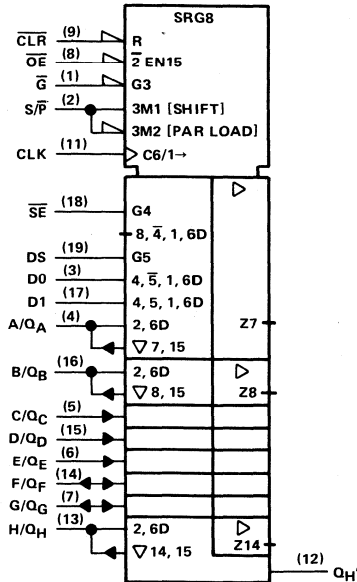 SRG8
C̅L̅R̅ (9) R
O̅E̅ (8) 2̅ EN15
G̅ (1) G3
S/P̅ (2) 3M1 [SHIFT]
3M2 [PAR LOAD]
CLK (11) C6/1→
▷
S̅E̅ (18) G4
8, 4̅, 1, 6D
DS (19) G5
D0 (3) 4, 5̅, 1, 6D
D1 (17) 4, 5, 1, 6D
A/QA (4) 2, 6D Z7
▽ 7, 15
B/QB (16) 2, 6D ▷
▽ 8, 15 Z8
C/QC (5)
D/QD (15)
E/QE (6)
F/QF (14)
G/QG (7)
H/QH (13) 2, 6D ▷
▽ 14, 15 Z14
(12) QH'